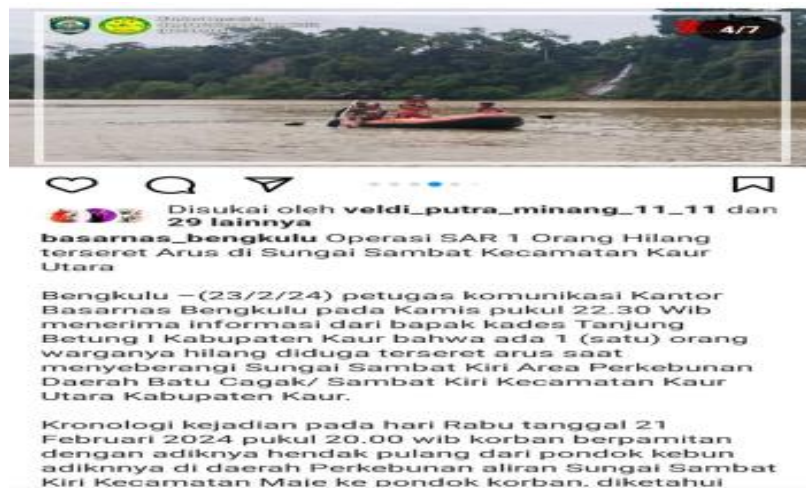 4/7
Disukai oleh veldi_putra_minang_11_11 dan
29 lainnya
basarnas_bengkulu Operasi SAR 1 Orang Hilang
terseret Arus di Sungai Sambat Kecamatan Kaur
Utara
Bengkulu –(23/2/24) petugas komunikasi Kantor
Basarnas Bengkulu pada Kamis pukul 22.30 Wib
menerima informasi dari bapak kades Tanjung
Betung I Kabupaten Kaur bahwa ada 1 (satu) orang
warganya hilang diduga terseret arus saat
menyeberangi Sungai Sambat Kiri Area Perkebunan
Daerah Batu Cagak/ Sambat Kiri Kecamatan Kaur
Utara Kabupaten Kaur.
Kronologi kejadian pada hari Rabu tanggal 21
Februari 2024 pukul 20.00 wib korban berpamitan
dengan adiknya hendak pulang dari pondok kebun
adiknnya di daerah Perkebunan aliran Sungai Sambat
Kiri Kecamatan Maje ke pondok korban, diketahui